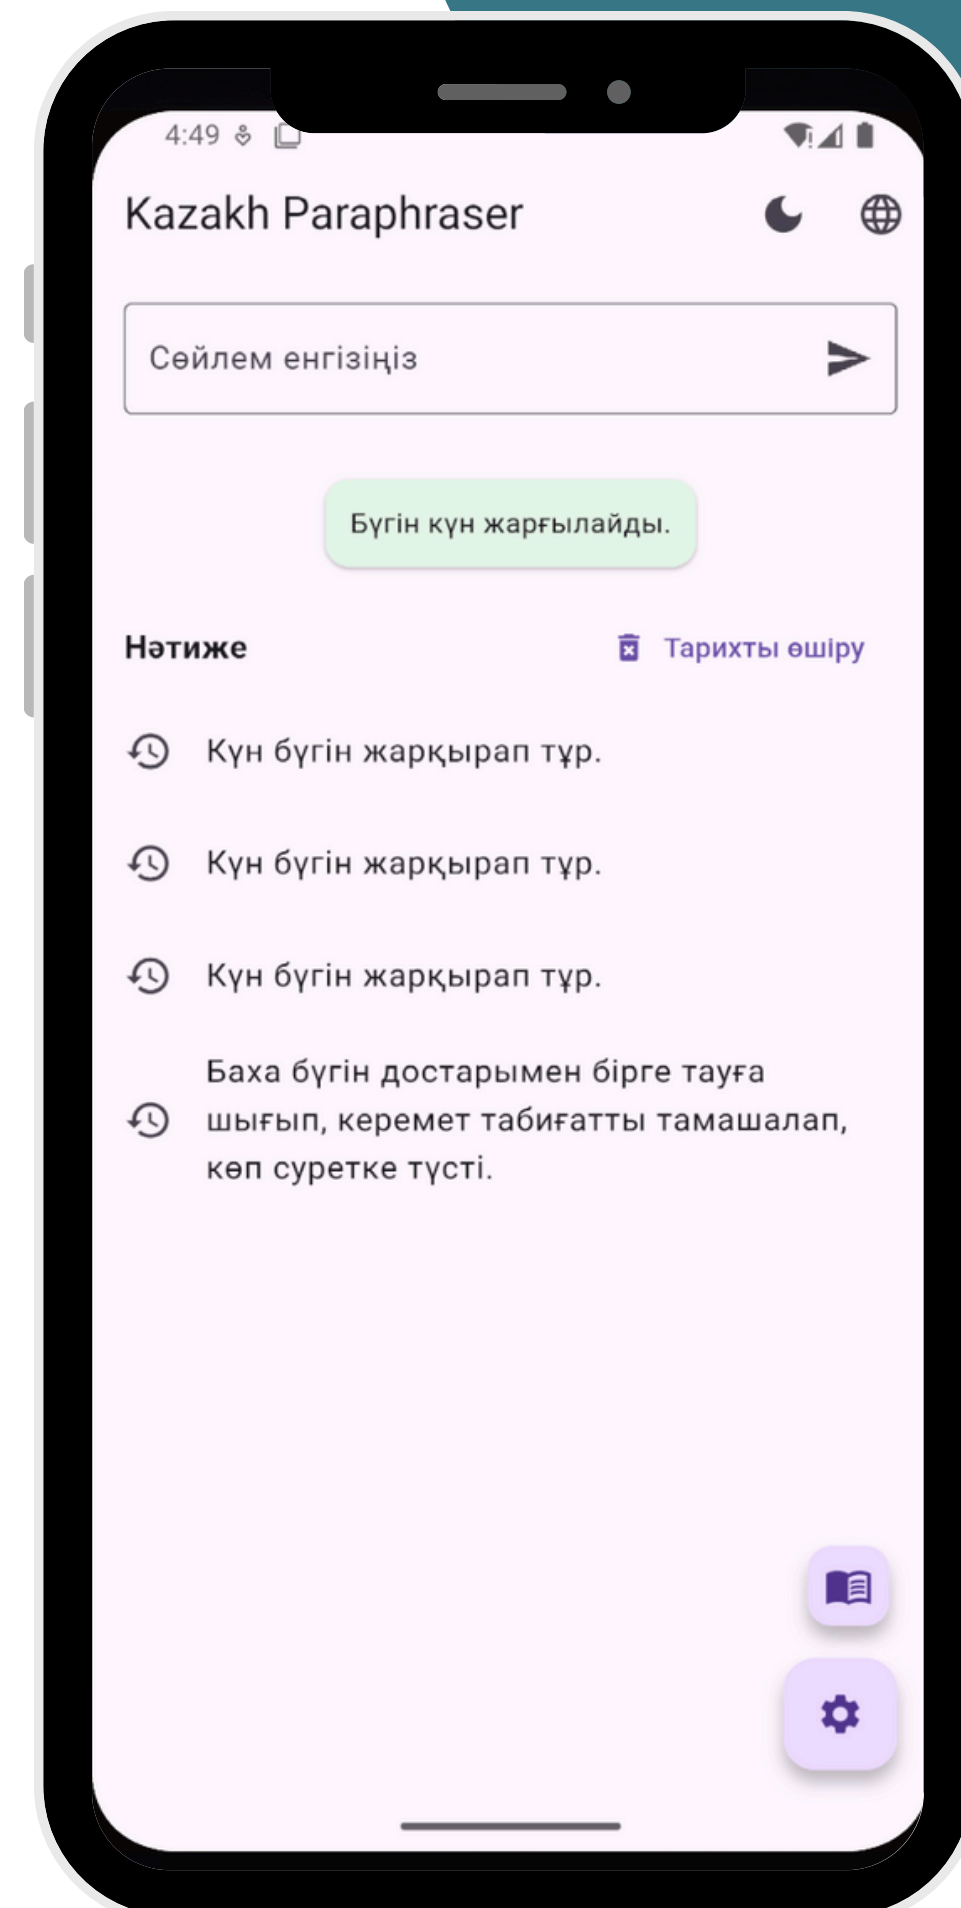 4:49
Kazakh Paraphraser
Сөйлем енгізіңіз
Бүгін күн жарғылайды.
Нәтиже
Тарихты өшіру
Күн бүгін жарқырап тұр.
Күн бүгін жарқырап тұр.
Күн бүгін жарқырап тұр.
Баха бүгін достарымен бірге тауға
шығып, керемет табиғатты тамашалап,
көп суретке түсті.